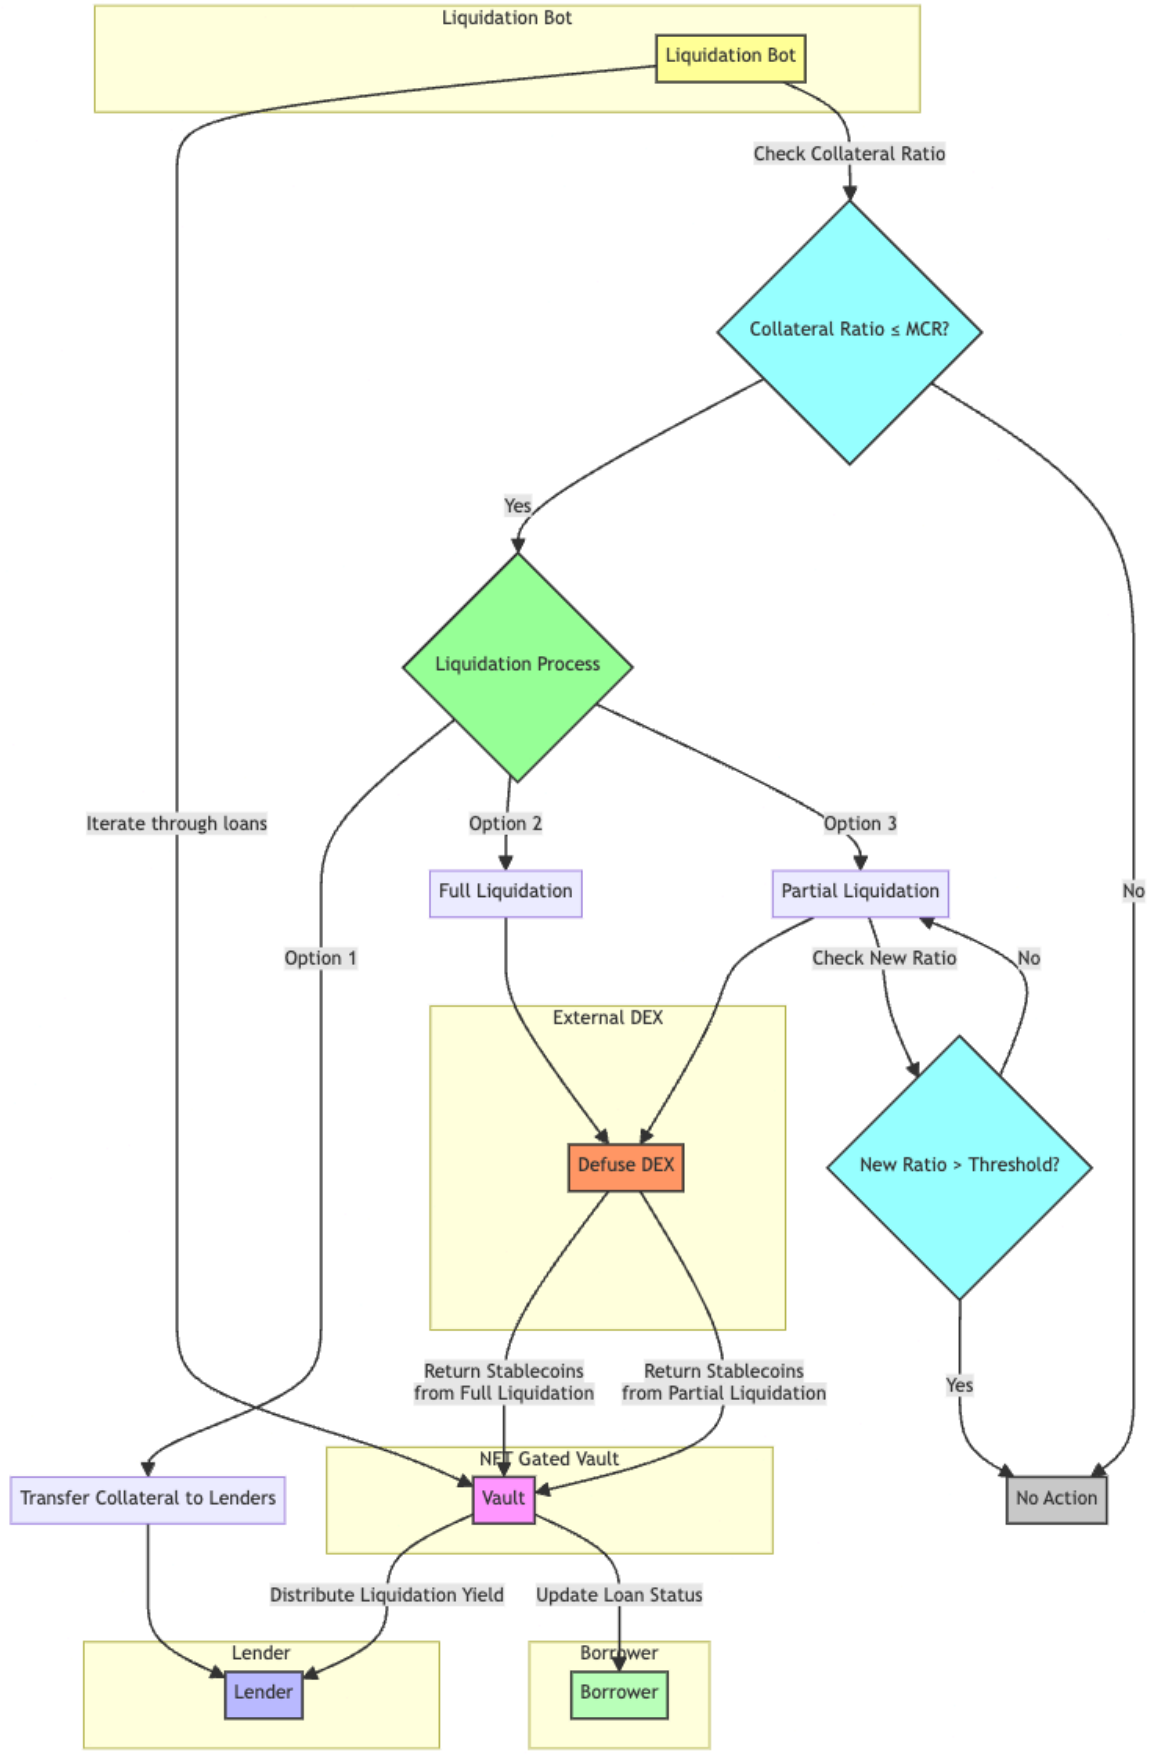 Liquidation Bot
Liquidation Bot
Check Collateral Ratio
Collateral Ratio ≤ MCR?
Yes
Liquidation Process
Iterate through loans
Option 2
Option 3
Full Liquidation
Partial Liquidation
No
Option 1
Check New Ratio
No
External DEX
Defuse DEX
New Ratio > Threshold?
Return Stablecoins
from Full Liquidation
Return Stablecoins
from Partial Liquidation
Yes
NFT Gated Vault
Transfer Collateral to Lenders
Vault
No Action
Distribute Liquidation Yield
Update Loan Status
Lender
Borrower
Lender
Borrower